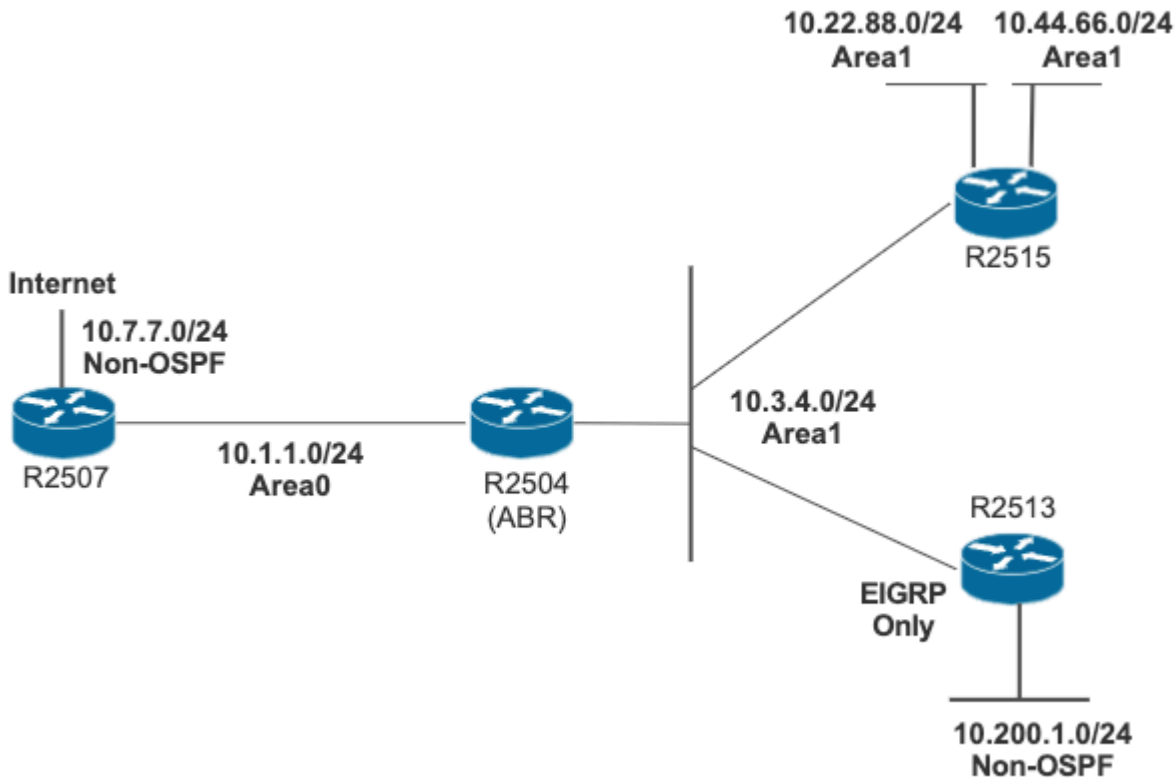 10.22.88.0/24
Area1
10.44.66.0/24
Area1
R2515
Internet
10.7.7.0/24
Non-OSPF
R2507
10.1.1.0/24
Area0
R2504
(ABR)
10.3.4.0/24
Area1
R2513
EIGRP
Only
10.200.1.0/24
Non-OSPF